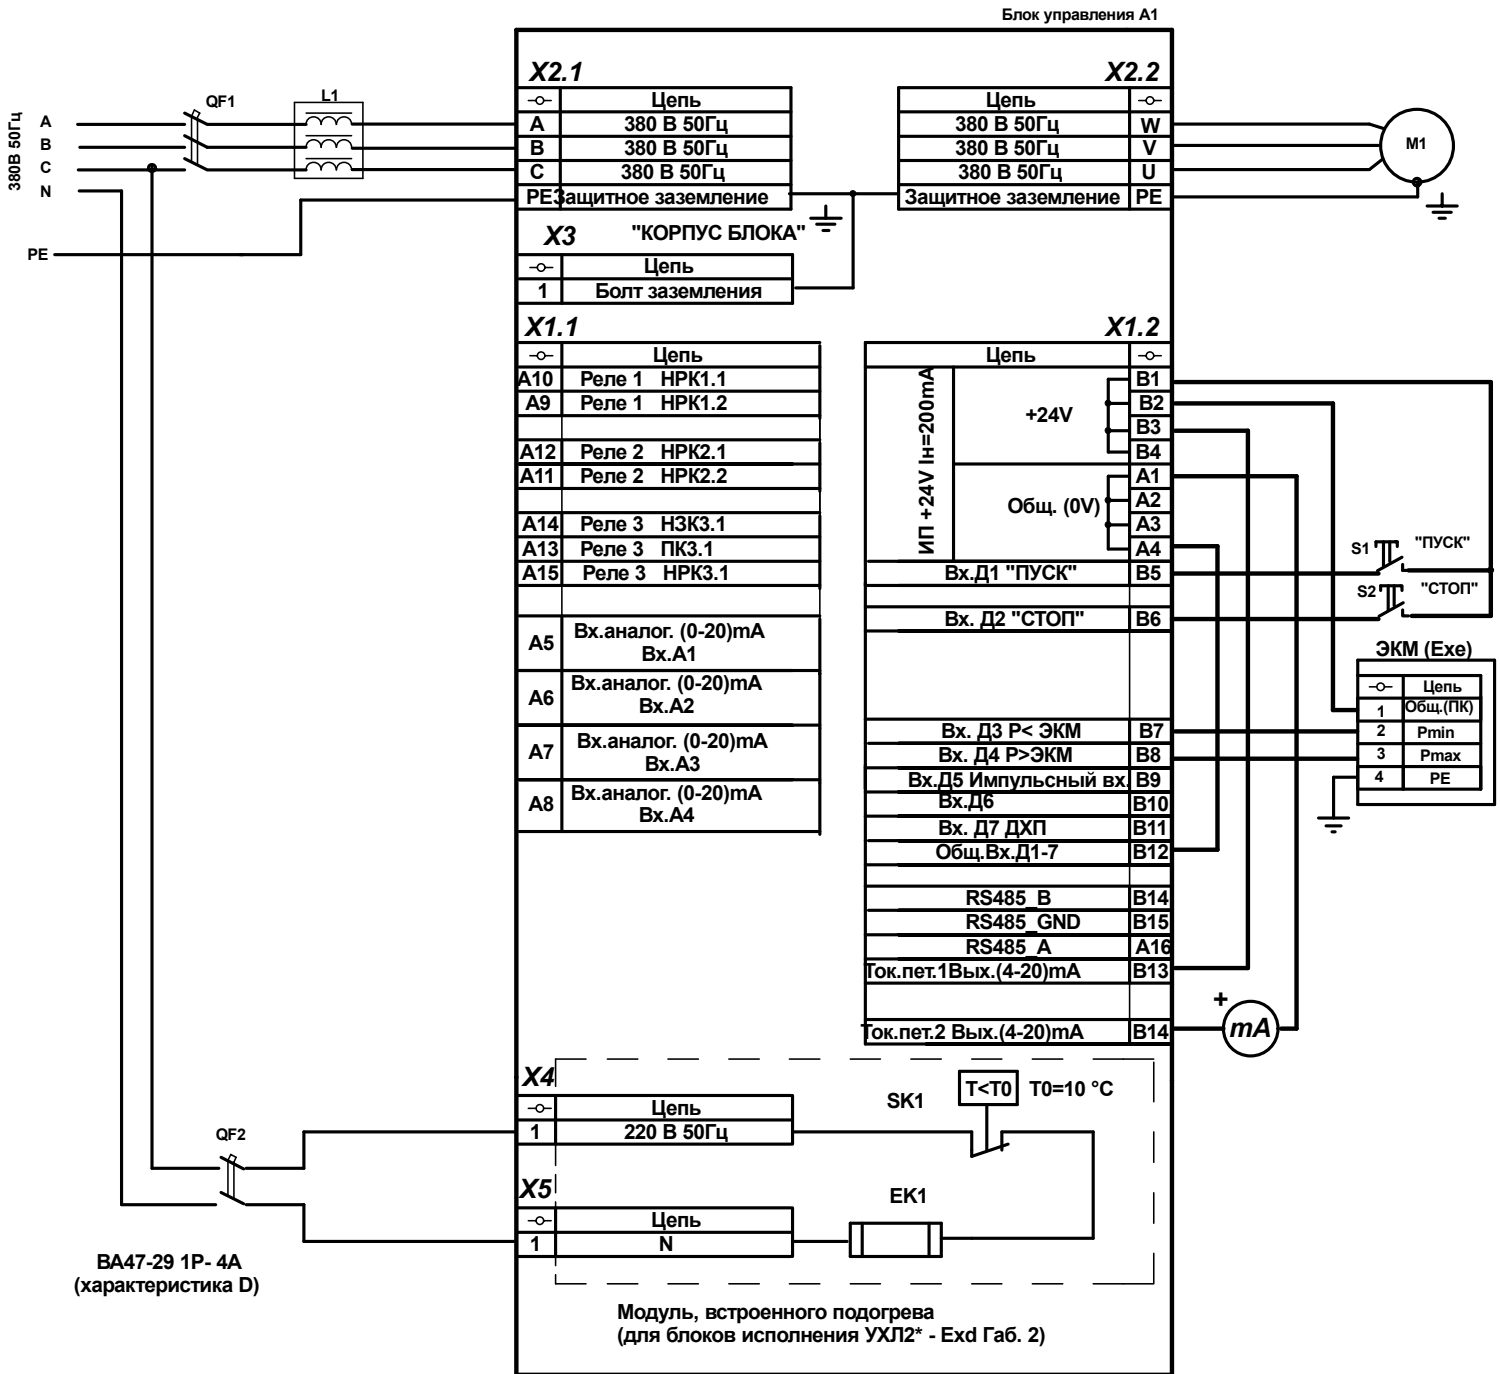 Блок управления А1
X2.1
X2.2
Цепь
Цепь
A
380 В 50Гц
380 В 50Гц
W
B
380 В 50Гц
380 В 50Гц
V
C
380 В 50Гц
380 В 50Гц
U
PE
Защитное заземление
Защитное заземление
PE
380В 50Гц
A
B
C
N
PE
QF1
L1
M1
X3
"КОРПУС БЛОКА"
Цепь
1
Болт заземления
X1.1
Цепь
A10 Реле 1 НРК1.1
A9 Реле 1 НРК1.2
A12 Реле 2 НРК2.1
A11 Реле 2 НРК2.2
A14 Реле 3 НЗК3.1
A13 Реле 3 ПК3.1
A15 Реле 3 НРК3.1
A5
Вх.аналог. (0-20)mA
Вх.А1
A6
Вх.аналог. (0-20)mA
Вх.А2
A7
Вх.аналог. (0-20)mA
Вх.А3
A8
Вх.аналог. (0-20)mA
Вх.А4
X1.2
Цепь
ИП +24V Iн=200mA
+24V
B1
B2
B3
B4
Общ. (0V)
A1
A2
A3
A4
Вх.Д1 "ПУСК" B5
Вх. Д2 "СТОП" B6
Вх. Д3 P< ЭКМ B7
Вх. Д4 P>ЭКМ B8
Вх.Д5 Импульсный вх. B9
Вх.Д6 B10
Вх. Д7 ДХП B11
Общ.Вх.Д1-7 B12
RS485_B B14
RS485_GND B15
RS485_A A16
Ток.пет.1Вых.(4-20)mA B13
Ток.пет.2 Вых.(4-20)mA B14
S1
"ПУСК"
S2
"СТОП"
ЭКМ (Exe)
Цепь
1 Общ.(ПК)
2 Pmin
3 Pmax
4 PE
+
mA
X4
Цепь
1
220 В 50Гц
SK1
T<T0
T0=10 °C
X5
Цепь
1
N
EK1
QF2
ВА47-29 1Р- 4А
(характеристика D)
Модуль, встроенного подогрева
(для блоков исполнения УХЛ2* - Exd Габ. 2)